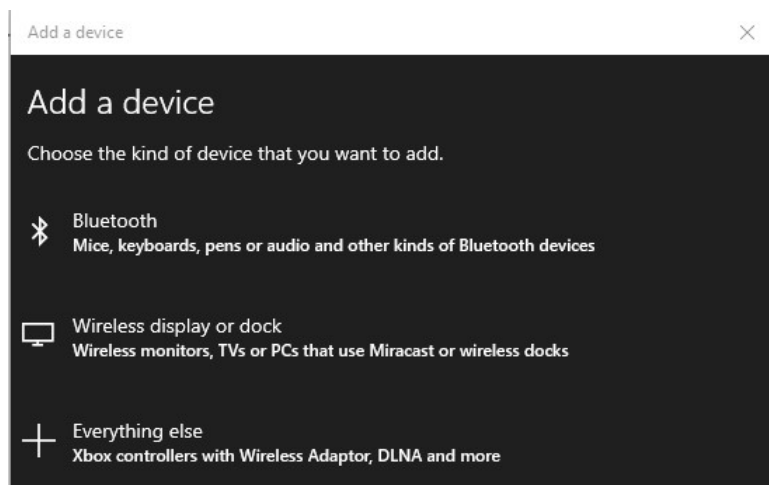 Add a device
Add a device
Choose the kind of device that you want to add.
Bluetooth
Mice, keyboards, pens or audio and other kinds of Bluetooth devices
Wireless display or dock
Wireless monitors, TVs or PCs that use Miracast or wireless docks
Everything else
Xbox controllers with Wireless Adaptor, DLNA and more